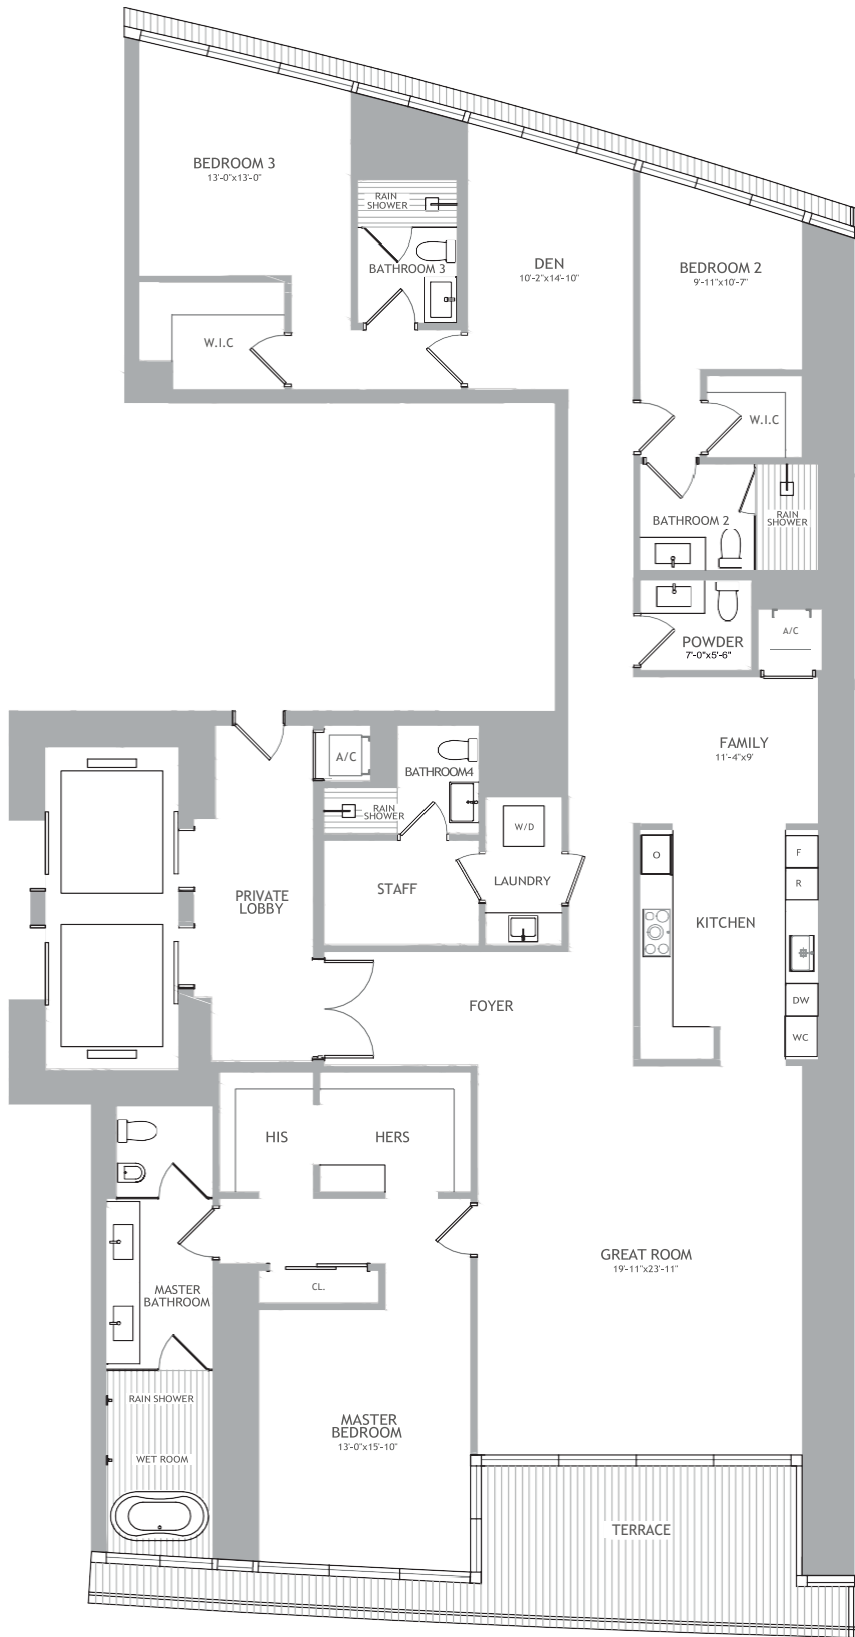 BEDROOM 3
13'-0"x13'-0"
RAIN
SHOWER
BATHROOM 3
DEN
10'-2"x14'-10"
BEDROOM 2
9'-11"x10'-7"
W.I.C
W.I.C
BATHROOM 2
RAIN
SHOWER
POWDER
7'-0"x5'-6"
A/C
FAMILY
11'-4"x9'
A/C
BATHROOM4
RAIN
SHOWER
W/D
STAFF
LAUNDRY
PRIVATE
LOBBY
O
F
R
KITCHEN
DW
WC
FOYER
HIS
HERS
GREAT ROOM
19'-11"x23'-11"
CL.
MASTER
BATHROOM
RAIN SHOWER
WET ROOM
MASTER
BEDROOM
13'-0"x15'-10"
TERRACE